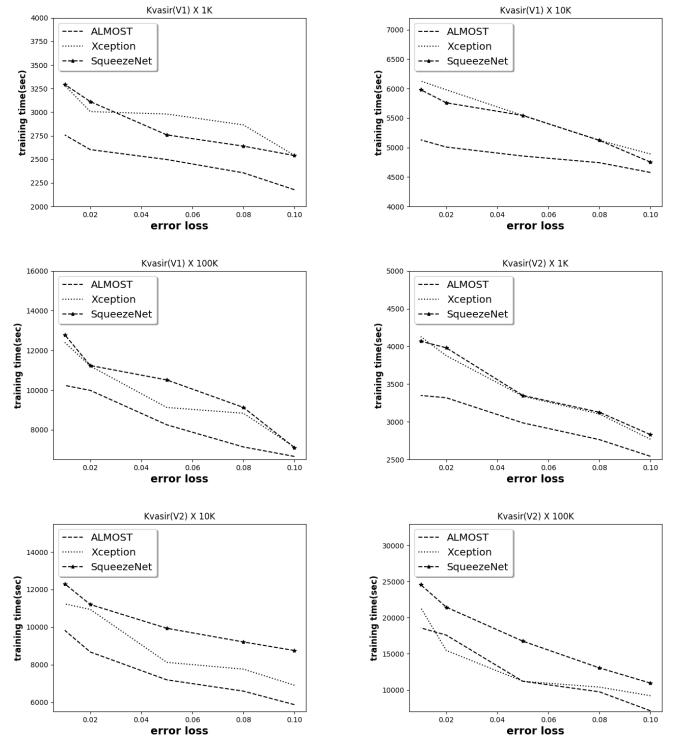 Kvasir(V1) X 1K
4000
3750
3500
3250
3000
2750
2500
2250
2000
training time(sec)
ALMOST
Xception
SqueezeNet
0.02 0.04 0.06 0.08 0.10
error loss
Kvasir(V1) X 10K
7000
6500
6000
5500
5000
4500
4000
training time(sec)
ALMOST
Xception
SqueezeNet
0.02 0.04 0.06 0.08 0.10
error loss
Kvasir(V1) X 100K
16000
14000
12000
10000
8000
training time(sec)
ALMOST
Xception
SqueezeNet
0.02 0.04 0.06 0.08 0.10
error loss
Kvasir(V2) X 1K
5000
4500
4000
3500
3000
2500
training time(sec)
ALMOST
Xception
SqueezeNet
0.02 0.04 0.06 0.08 0.10
error loss
Kvasir(V2) X 10K
14000
12000
10000
8000
6000
training time(sec)
ALMOST
Xception
SqueezeNet
0.02 0.04 0.06 0.08 0.10
error loss
Kvasir(V2) X 100K
30000
25000
20000
15000
10000
training time(sec)
ALMOST
Xception
SqueezeNet
0.02 0.04 0.06 0.08 0.10
error loss